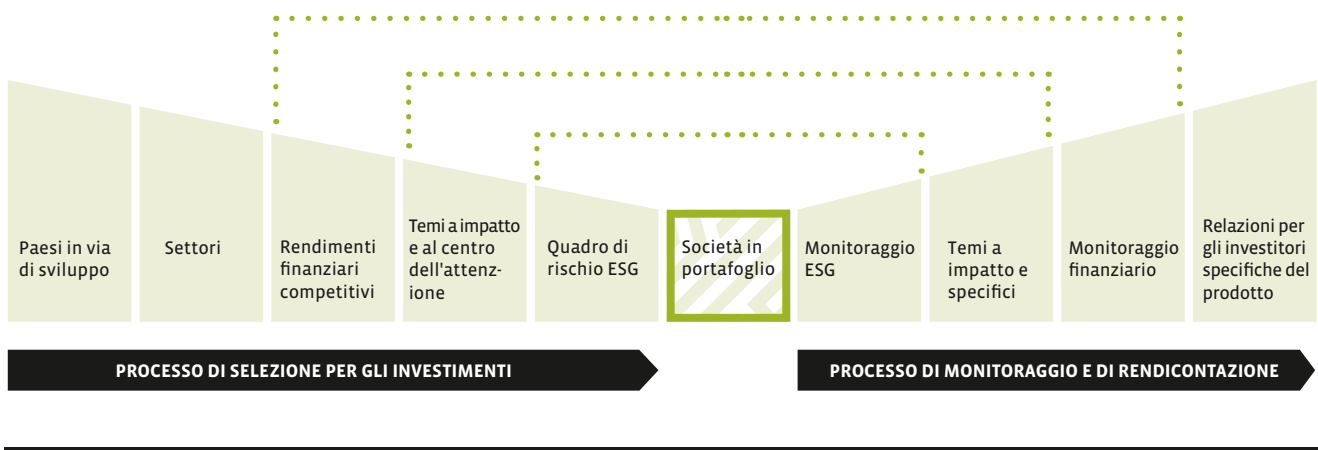 Paesi in via
di sviluppo
Settori
Rendimenti
finanziari
competitivi
Temi a impatto
e al centro
dell'attenz-
ione
Quadro di
rischio ESG
Società in
portafoglio
Monitoraggio
ESG
Temi a
impatto e
specifici
Monitoraggio
finanziario
Relazioni per
gli investitori
specifiche del
prodotto
PROCESSO DI SELEZIONE PER GLI INVESTIMENTI
PROCESSO DI MONITORAGGIO E DI RENDICONTAZIONE